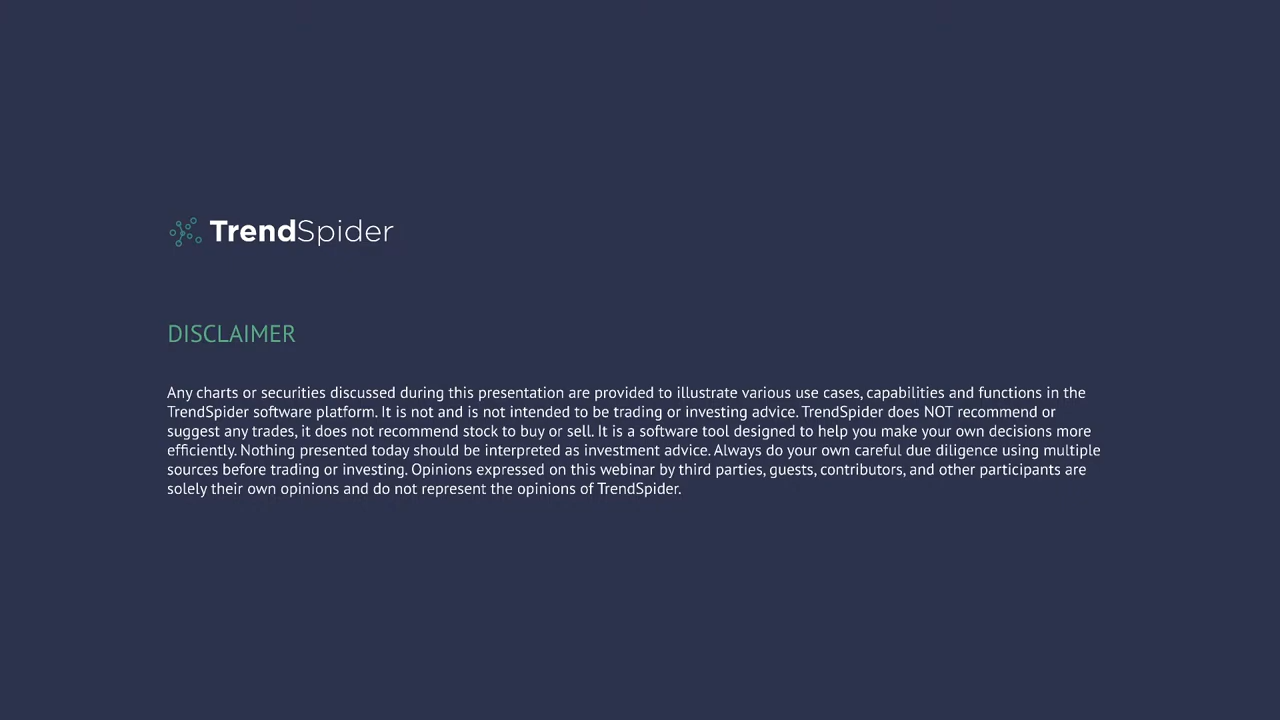 TrendSpider
DISCLAIMER
Any charts or securities discussed during this presentation are provided to illustrate various use cases, capabilities and functions in the
TrendSpider software platform. It is not and is not intended to be trading or investing advice. TrendSpider does NOT recommend or
suggest any trades, it does not recommend stock to buy or sell. It is a software tool designed to help you make your own decisions more
efficiently. Nothing presented today should be interpreted as investment advice. Always do your own careful due diligence using multiple
sources before trading or investing. Opinions expressed on this webinar by third parties, guests, contributors, and other participants are
solely their own opinions and do not represent the opinions of TrendSpider.